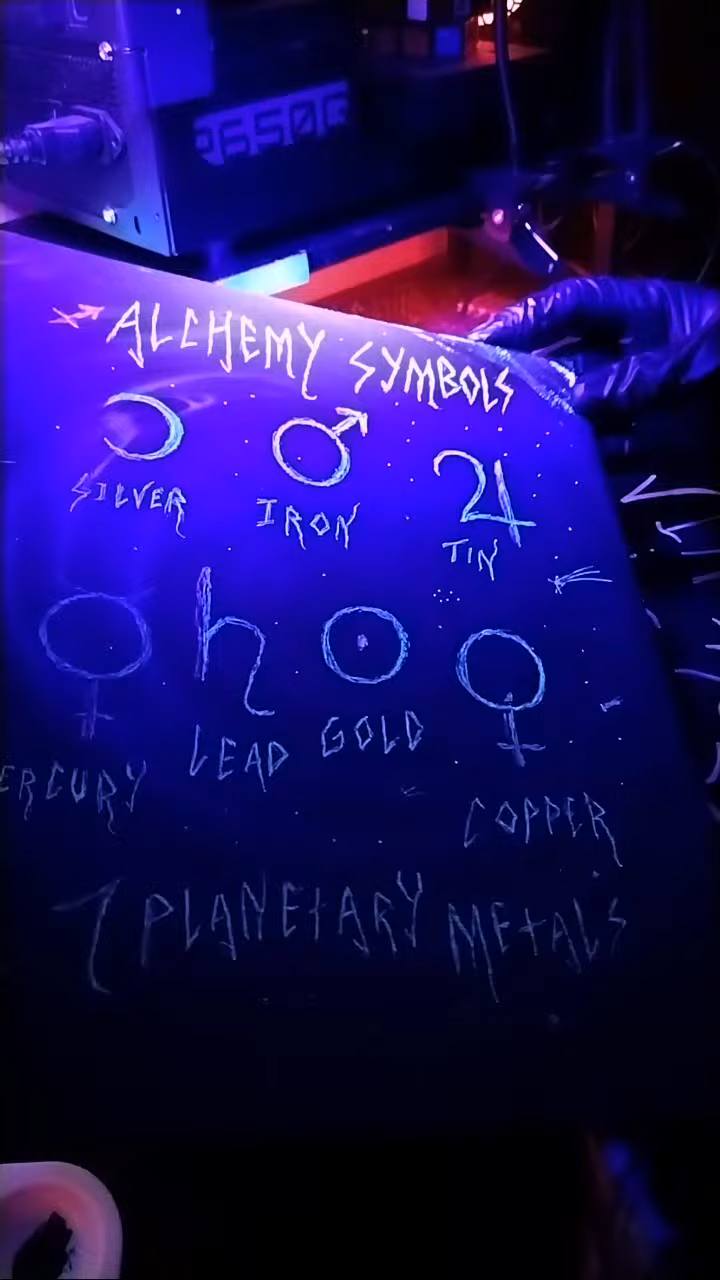 ALCHEMY SYMBOLS
SILVER IRON TIN
ERCURY LEAD GOLD COPPER
7 PLANETARY METALS